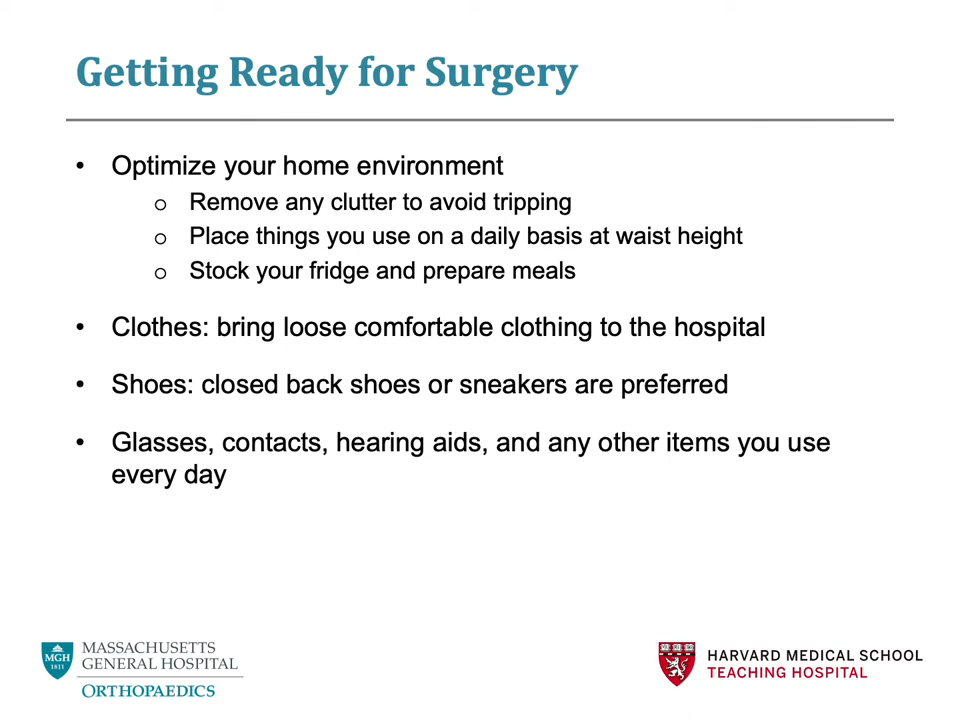 Getting Ready for Surgery
• Optimize your home environment
o Remove any clutter to avoid tripping
o Place things you use on a daily basis at waist height
o Stock your fridge and prepare meals
• Clothes: bring loose comfortable clothing to the hospital
• Shoes: closed back shoes or sneakers are preferred
• Glasses, contacts, hearing aids, and any other items you use
every day
MGH
1811
MASSACHUSETTS
GENERAL HOSPITAL
ORTHOPAEDICS
HARVARD MEDICAL SCHOOL
TEACHING HOSPITAL